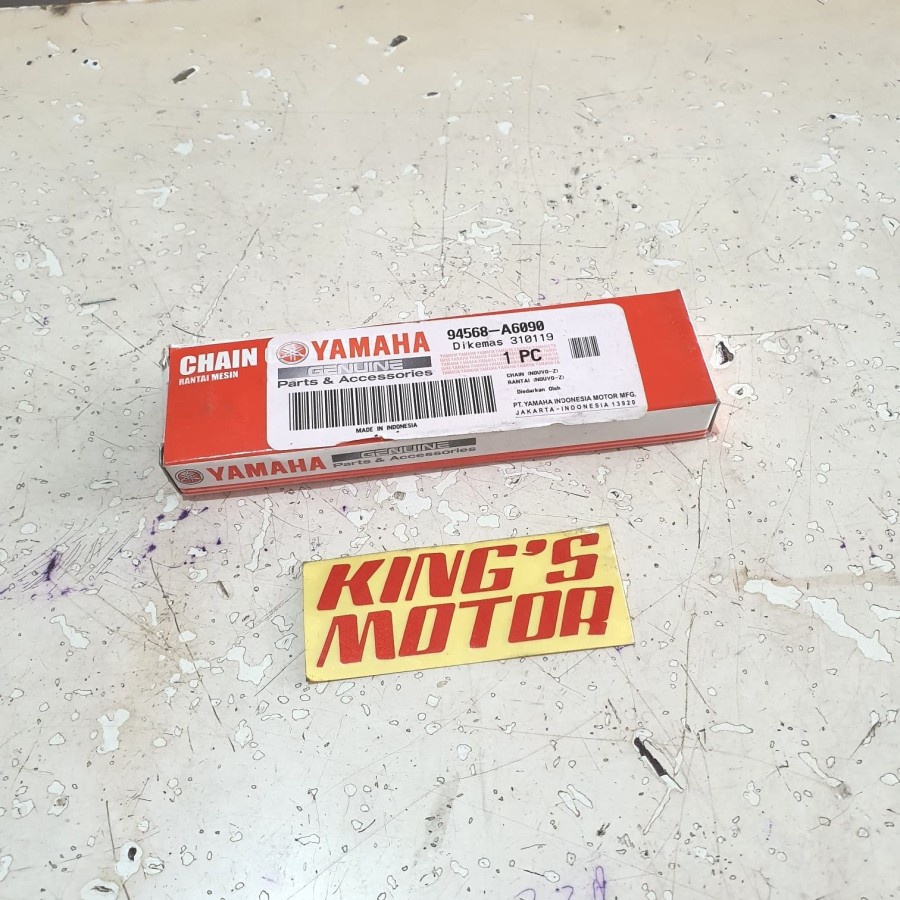 CHAIN
RANTAI MESIN
YAMAHA
GENUINE
Parts & Accessories
94568-A6090
Dikemas 310119
1 PC
CHAIN (NOUVO-Z)
RANTAI (NOUVO-Z)
Diedarkan Oleh
PT. YAMAHA INDONESIA MOTOR MFG.
JAKARTA-INDONESIA 13920
MADE IN INDONESIA
YAMAHA
GENUINE
Parts & Accessories
KING'S
MOTOR